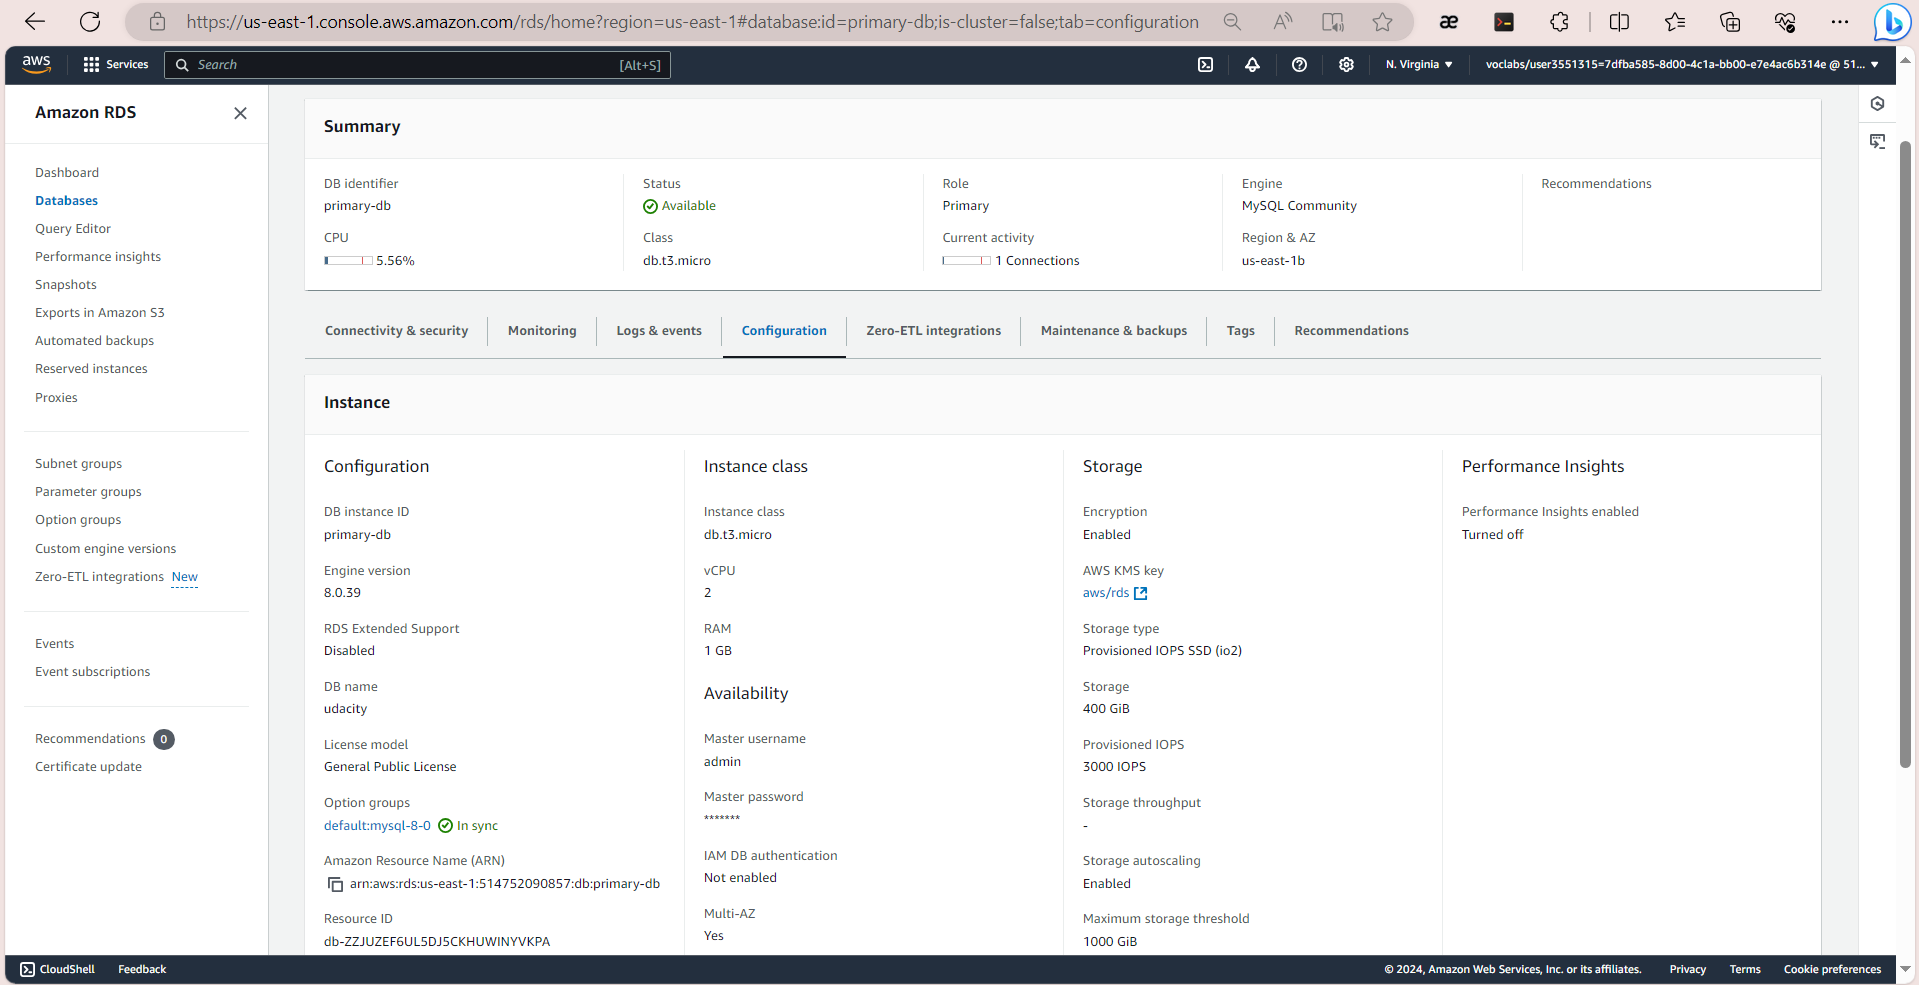 https://us-east-1.console.aws.amazon.com/rds/home?region=us-east-1#database:id=primary-db;is-cluster=false;tab=configuration
aws
Services
Search
[Alt+S]
N. Virginia
voclabs/user3551315=7dfba585-8d00-4c1a-bb00-e7e4ac6b314e @ 51...
Amazon RDS
Dashboard
Databases
Query Editor
Performance insights
Snapshots
Exports in Amazon S3
Automated backups
Reserved instances
Proxies
Subnet groups
Parameter groups
Option groups
Custom engine versions
Zero-ETL integrations New
Events
Event subscriptions
Recommendations 0
Certificate update
Summary
DB identifier
primary-db
CPU
5.56%
Status
Available
Class
db.t3.micro
Role
Primary
Current activity
1 Connections
Engine
MySQL Community
Region & AZ
us-east-1b
Recommendations
Connectivity & security
Monitoring
Logs & events
Configuration
Zero-ETL integrations
Maintenance & backups
Tags
Recommendations
Instance
Configuration
DB instance ID
primary-db
Engine version
8.0.39
RDS Extended Support
Disabled
DB name
udacity
License model
General Public License
Option groups
default:mysql-8-0 In sync
Amazon Resource Name (ARN)
arn:aws:rds:us-east-1:514752090857:db:primary-db
Resource ID
db-ZZJUZEF6UL5DJ5CKHUWINYVKPA
Instance class
Instance class
db.t3.micro
vCPU
2
RAM
1 GB
Availability
Master username
admin
Master password
*******
IAM DB authentication
Not enabled
Multi-AZ
Yes
Storage
Encryption
Enabled
AWS KMS key
aws/rds
Storage type
Provisioned IOPS SSD (io2)
Storage
400 GiB
Provisioned IOPS
3000 IOPS
Storage throughput
-
Storage autoscaling
Enabled
Maximum storage threshold
1000 GiB
Performance Insights
Performance Insights enabled
Turned off
CloudShell
Feedback
© 2024, Amazon Web Services, Inc. or its affiliates.
Privacy
Terms
Cookie preferences